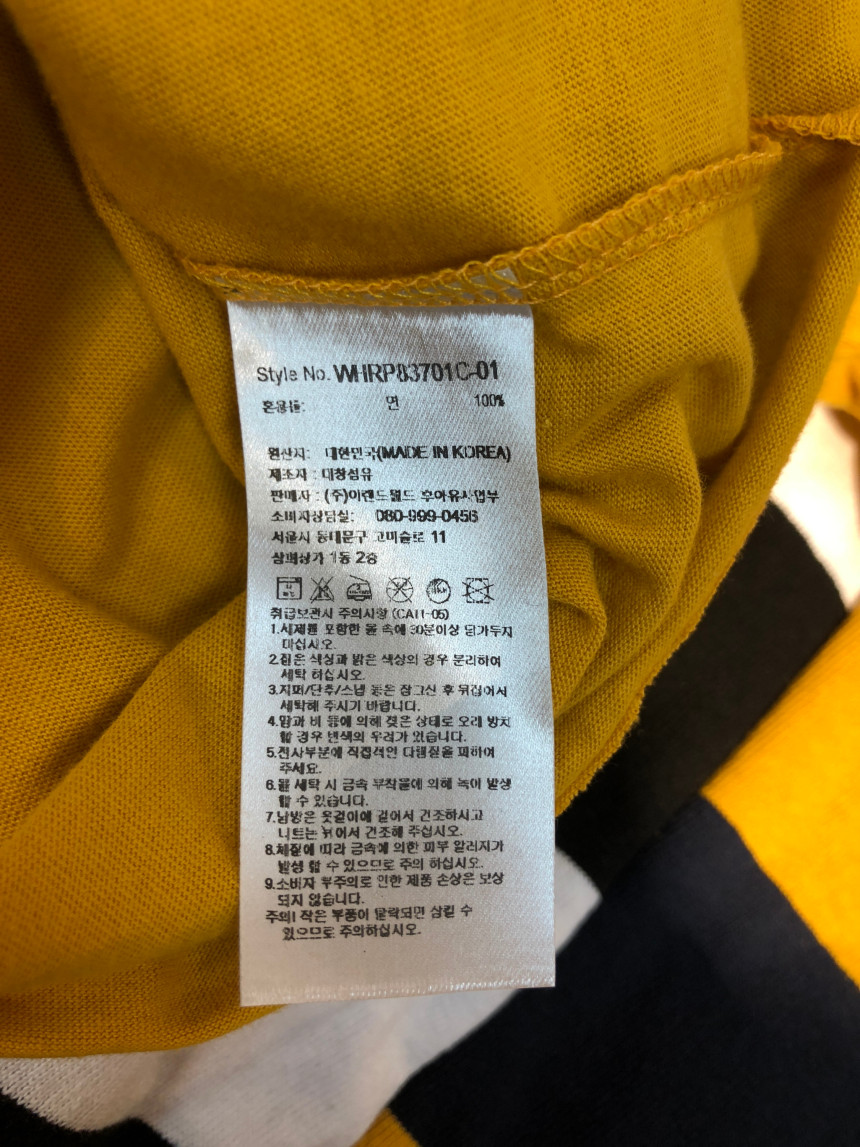 Style No. WHRP83701C-01
혼용율: 면 100%
원산지: 대한민국(MADE IN KOREA)
제조자 : 대창섬유
판매자 : (주)이랜드월드 후아유사업부
소비자상담실: 080-999-0456
서울시 동대문구 고미술로 11
삼희상가 1동 2층
취급보관시 주의사항 (CA11-05)
1.세제를 포함한 물 속에 30분이상 담가두지
마십시오.
2.짙은 색상과 밝은 색상의 경우 분리하여
세탁 하십시오.
3.지퍼/단추/스냅 등은 잠그신 후 뒤집어서
세탁해 주시기 바랍니다.
4.땀과 비 등에 의해 젖은 상태로 오래 방치
할 경우 변색의 우려가 있습니다.
5.전사부분에 직접적인 다림질을 피하여
주세요.
6.물 세탁 시 금속 부착물에 의해 녹이 발생
할 수 있습니다.
7.남방은 옷걸이에 걸어서 건조하시고
니트는 뉘어서 건조해 주십시오.
8.체질에 따라 금속에 의한 피부 알러지가
발생 할 수 있으므로 주의 하십시오.
9.소비자 부주의로 인한 제품 손상은 보상
되지 않습니다.
주의! 작은 부품이 탈락되면 삼킬 수
있으므로 주의하십시오.